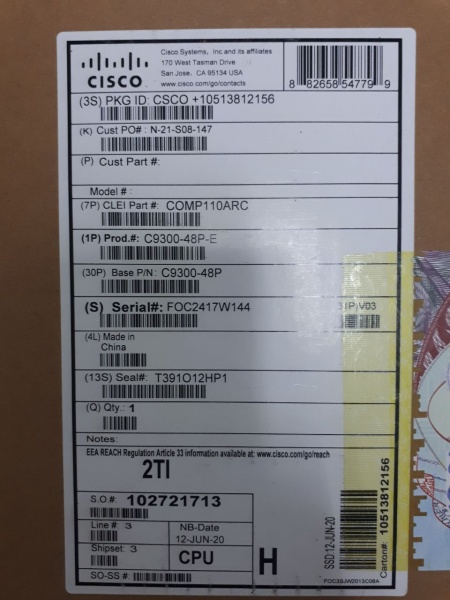 CISCO
Cisco Systems, Inc and its affiliates
170 West Tasman Drive
San Jose, CA 95134 USA
www.cisco.com/go/contacts
8 82658 54779 9
(3S) PKG ID: CSCO +10513812156
(K) Cust PO# : N-21-S08-147
(P) Cust Part #:
Model # :
(7P) CLEI Part #: COMP110ARC
(1P) Prod.#: C9300-48P-E
(30P) Base P/N: C9300-48P
(S) Serial#: FOC2417W144
V03
(4L) Made in
China
(13S) Seal#: T391O12HP1
(Q) Qty.: 1
Notes:
EEA REACH Regulation Article 33 information available at: www.cisco.com/go/reach
2TI
S.O.# 102721713
Line #: 3
NB-Date
12-JUN-20
Shipset: 3
CPU
H
SO-SS #
SSD:12-JUN-20
Carton#: 10513812156